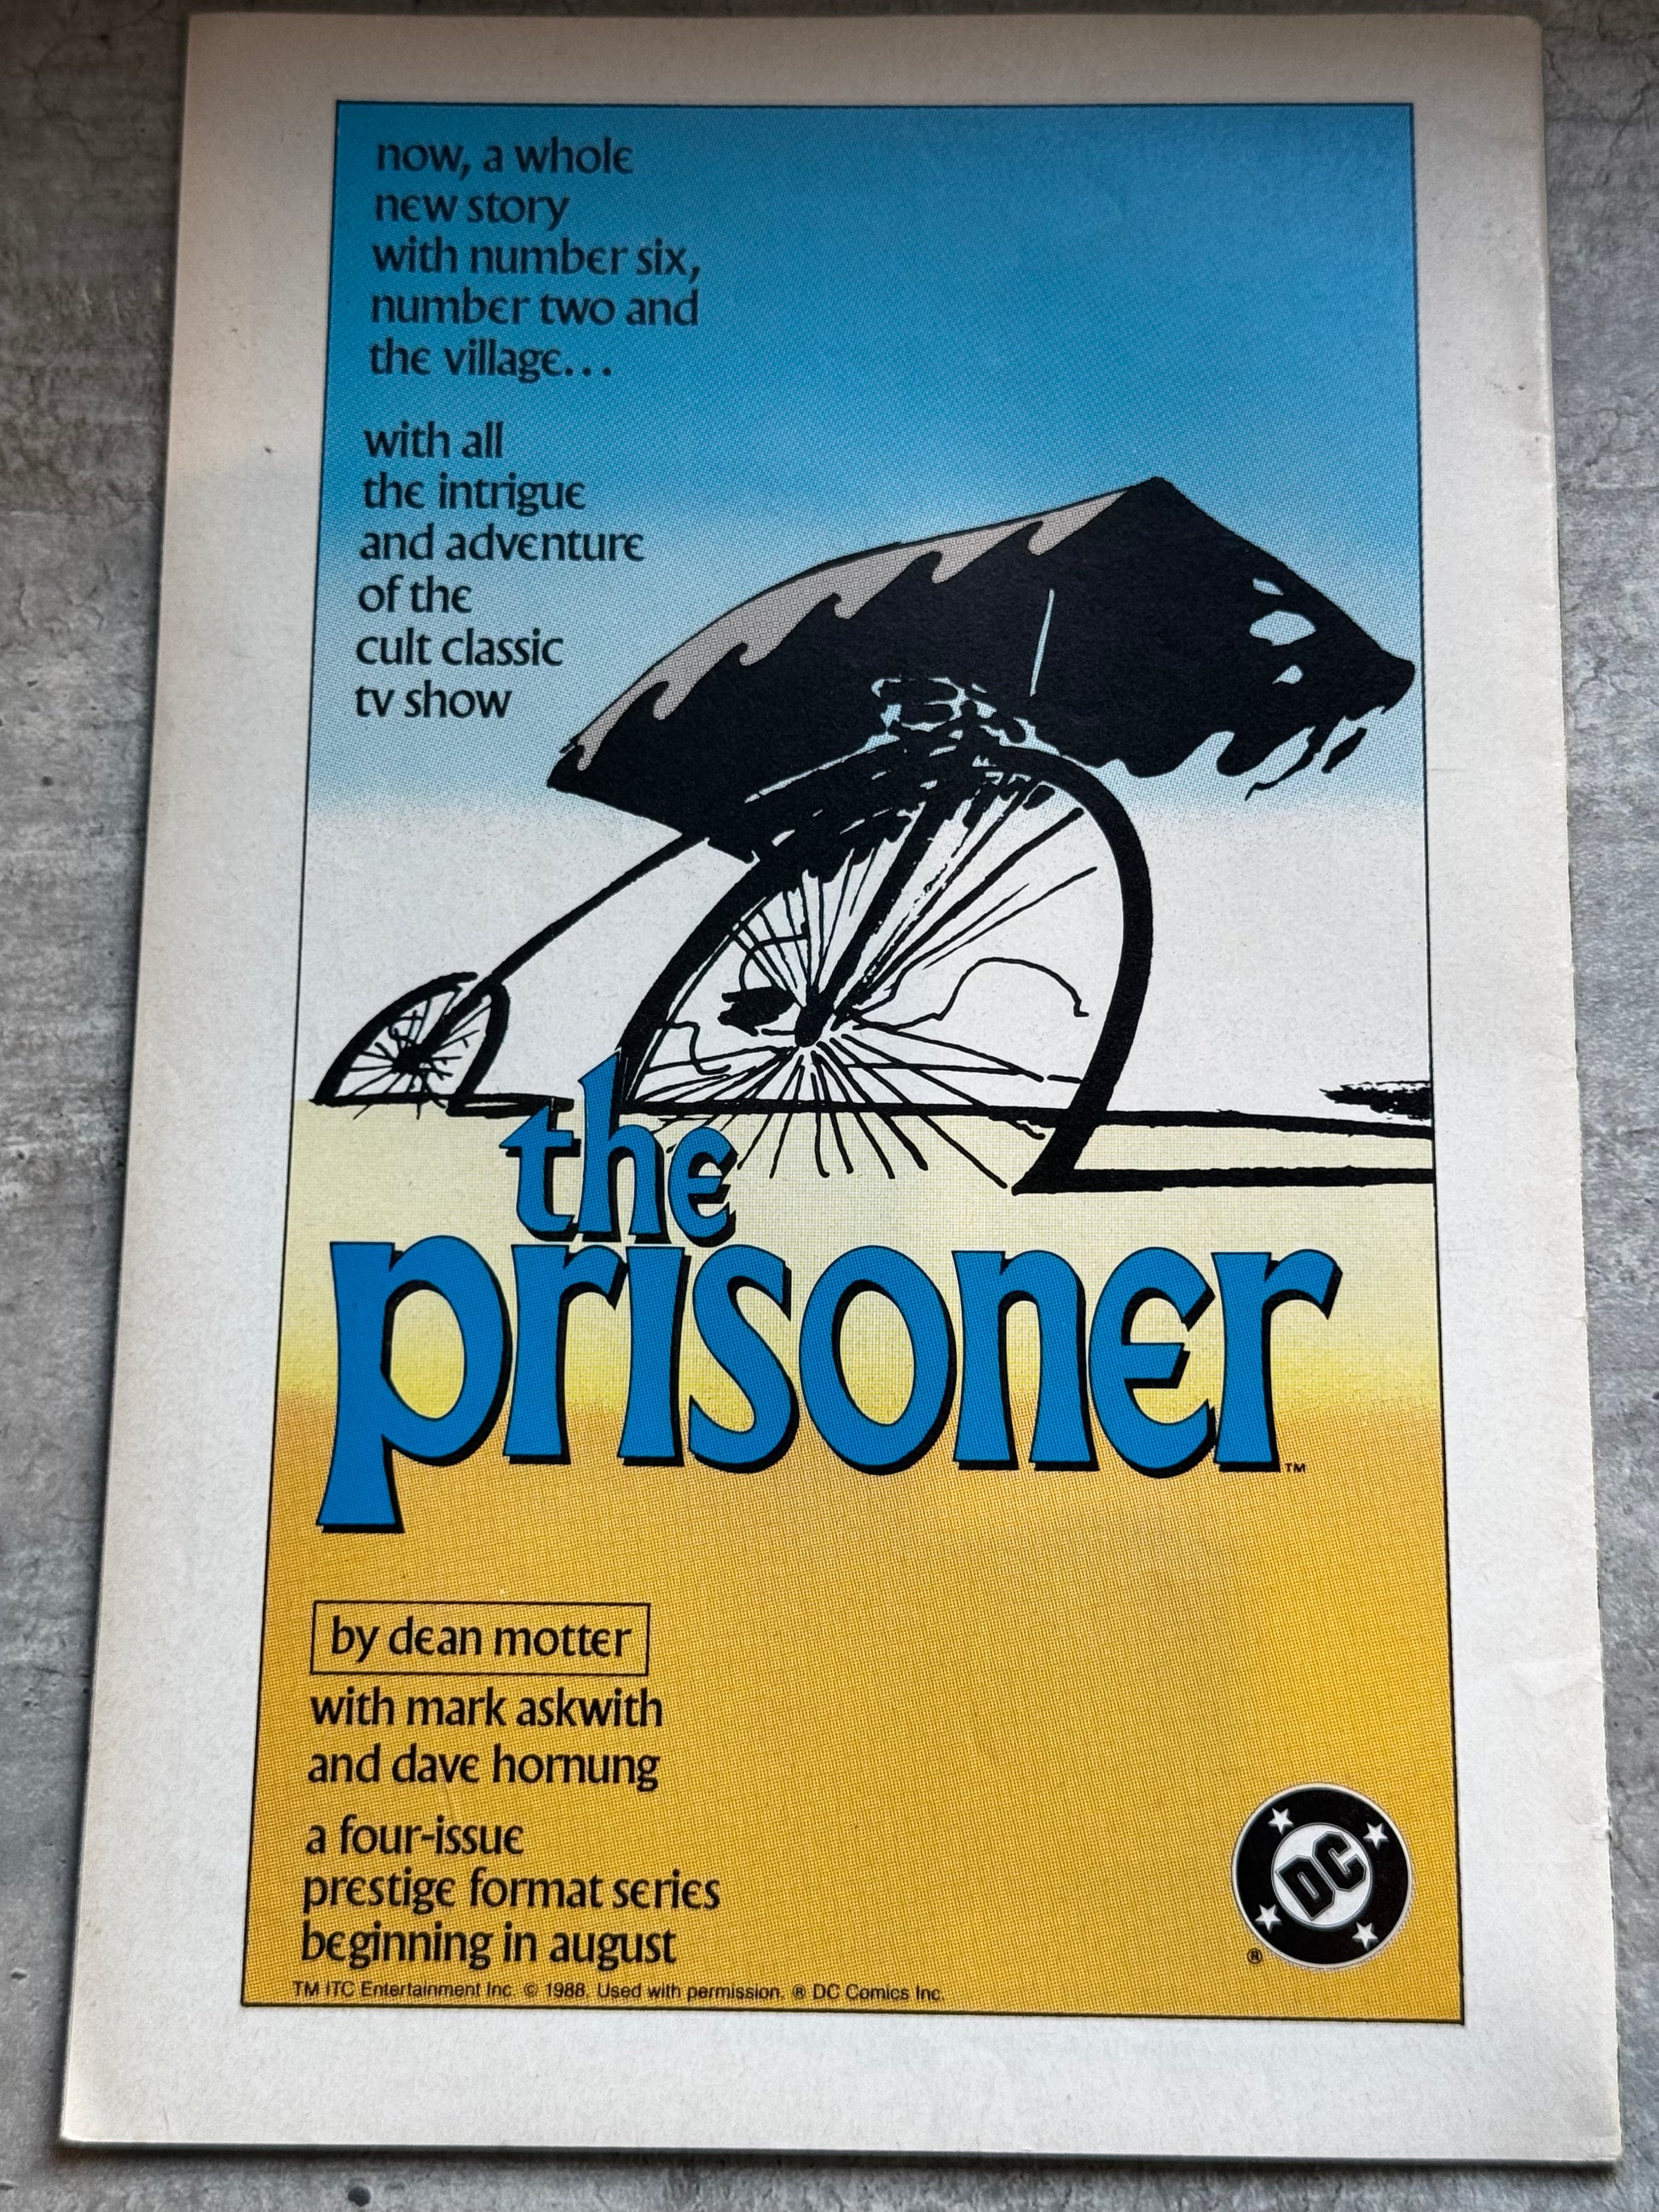 now, a whole
new story
with number six,
number two and
the village...
with all
the intrigue
and adventure
of the
cult classic
tv show
the
prisoner
TM
by dean motter
with mark askwith
and dave hornung
a four-issue
prestige format series
beginning in august
DC
®
TM ITC Entertainment Inc. © 1988. Used with permission. ® DC Comics Inc.